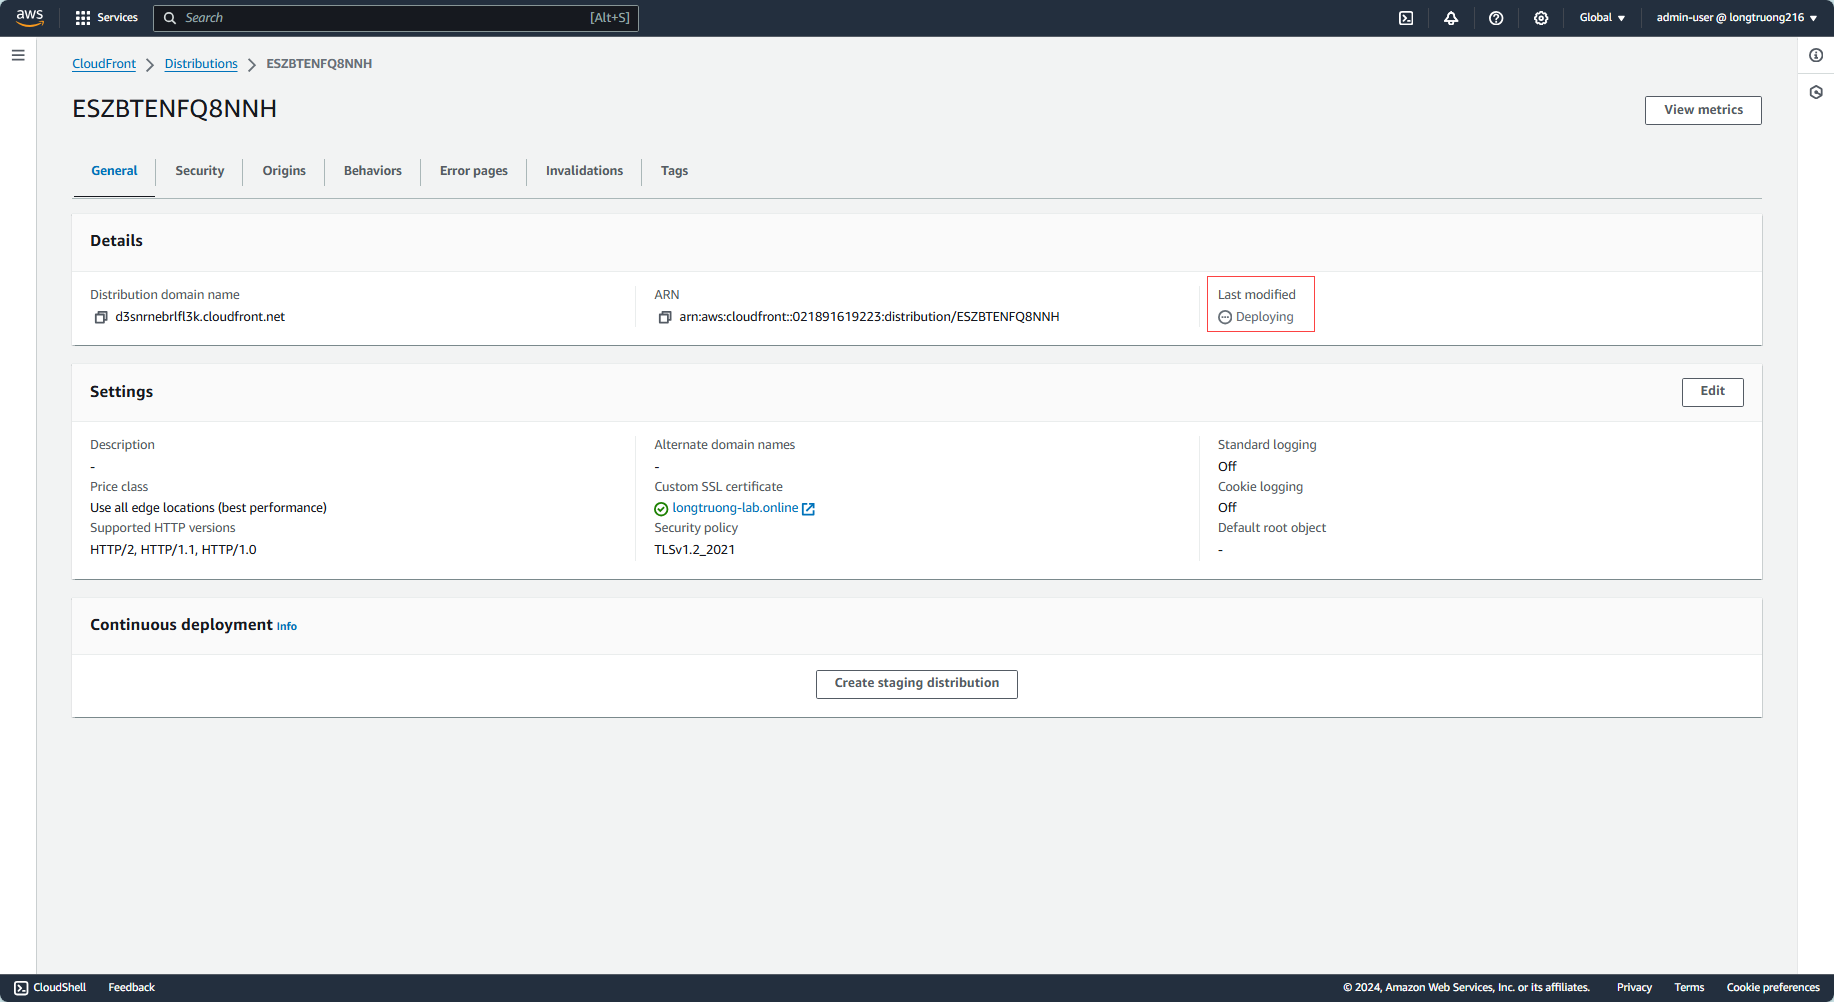 aws
Services
Search
[Alt+S]
Global
admin-user @ longtruong216
CloudFront
Distributions
ESZBTENFQ8NNH
ESZBTENFQ8NNH
View metrics
General
Security
Origins
Behaviors
Error pages
Invalidations
Tags
Details
Distribution domain name
d3snrnebrlfl3k.cloudfront.net
ARN
arn:aws:cloudfront::021891619223:distribution/ESZBTENFQ8NNH
Last modified
Deploying
Settings
Edit
Description
-
Price class
Use all edge locations (best performance)
Supported HTTP versions
HTTP/2, HTTP/1.1, HTTP/1.0
Alternate domain names
-
Custom SSL certificate
longtruong-lab.online
Security policy
TLSv1.2_2021
Standard logging
Off
Cookie logging
Off
Default root object
-
Continuous deployment Info
Create staging distribution
CloudShell
Feedback
© 2024, Amazon Web Services, Inc. or its affiliates.
Privacy
Terms
Cookie preferences